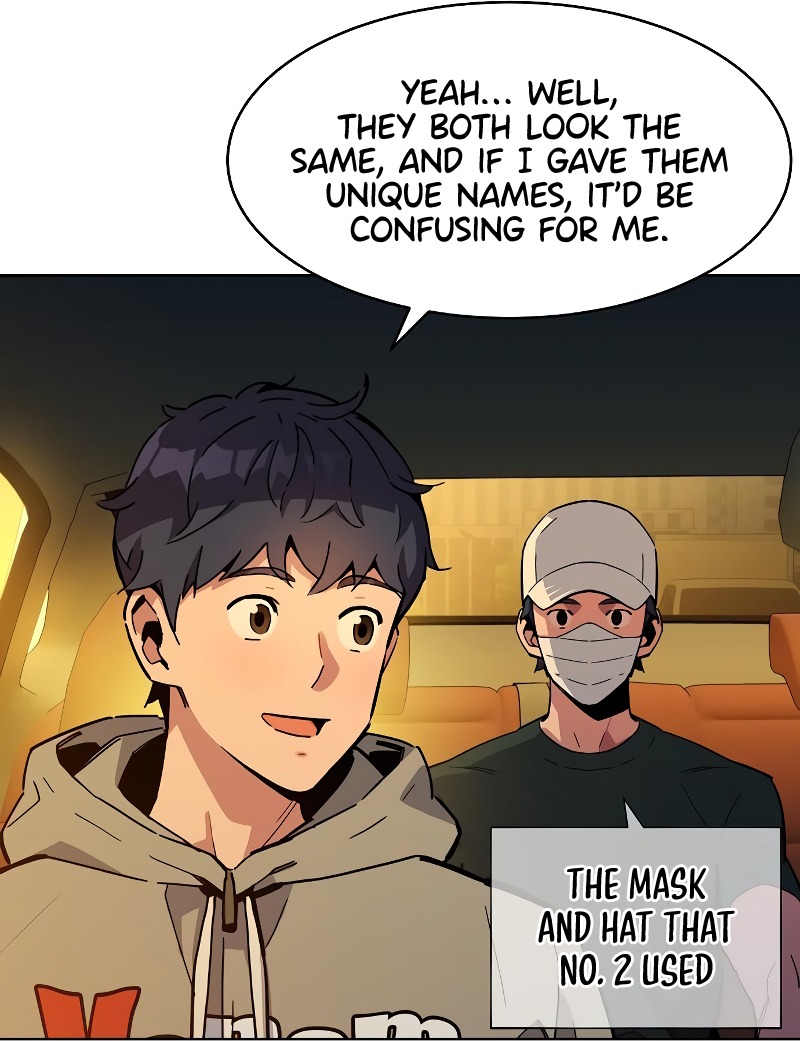 YEAH... WELL,
THEY BOTH LOOK THE
SAME, AND IF I GAVE THEM
UNIQUE NAMES, IT'D BE
CONFUSING FOR ME.
THE MASK
AND HAT THAT
NO. 2 USED